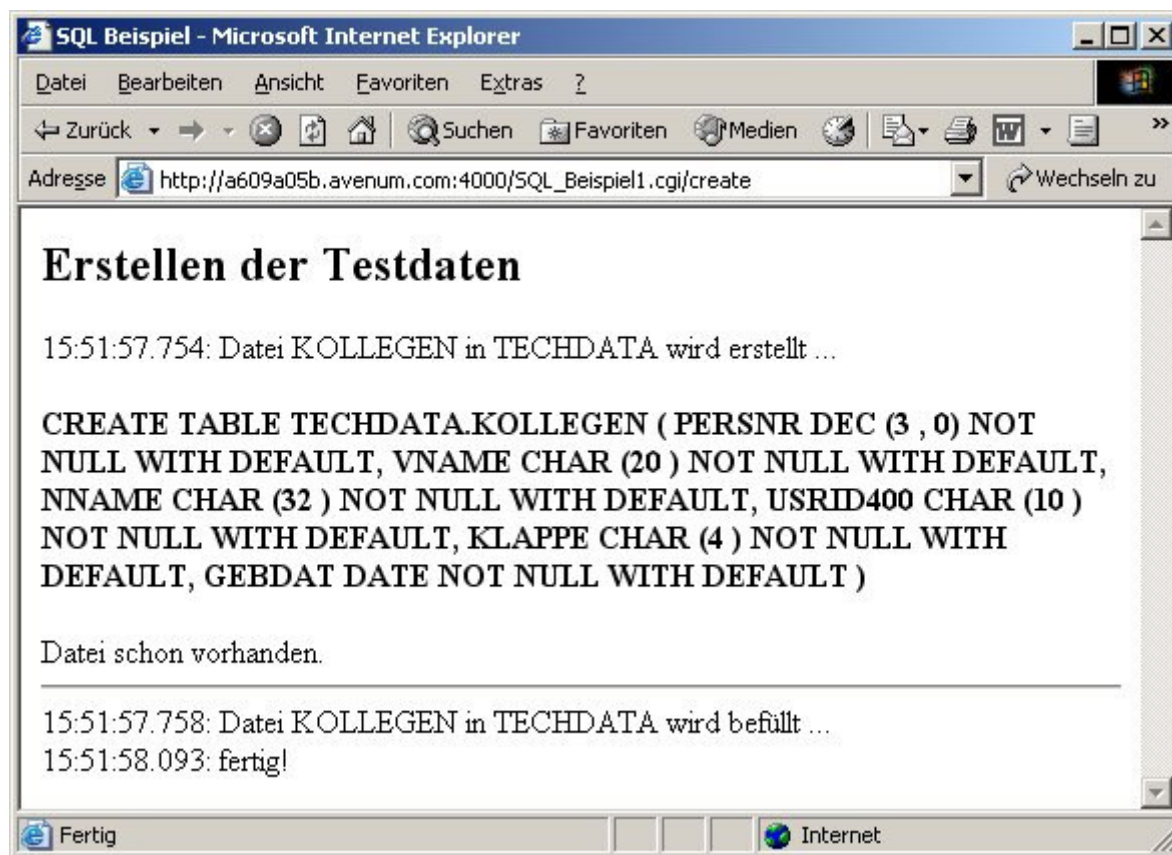 SQL Beispiel - Microsoft Internet Explorer
Datei Bearbeiten Ansicht Favoriten Extras ?
Zurück Suchen Favoriten Medien »
Adresse http://a609a05b.avenum.com:4000/SQL_Beispiel1.cgi/create Wechseln zu
Erstellen der Testdaten
15:51:57.754: Datei KOLLEGEN in TECHDATA wird erstellt ...
CREATE TABLE TECHDATA.KOLLEGEN ( PERSNR DEC (3 , 0) NOT
NULL WITH DEFAULT, VNAME CHAR (20 ) NOT NULL WITH DEFAULT,
NNAME CHAR (32 ) NOT NULL WITH DEFAULT, USRID400 CHAR (10 )
NOT NULL WITH DEFAULT, KLAPPE CHAR (4 ) NOT NULL WITH
DEFAULT, GEBDAT DATE NOT NULL WITH DEFAULT )
Datei schon vorhanden.
15:51:57.758: Datei KOLLEGEN in TECHDATA wird befüllt ...
15:51:58.093: fertig!
Fertig Internet